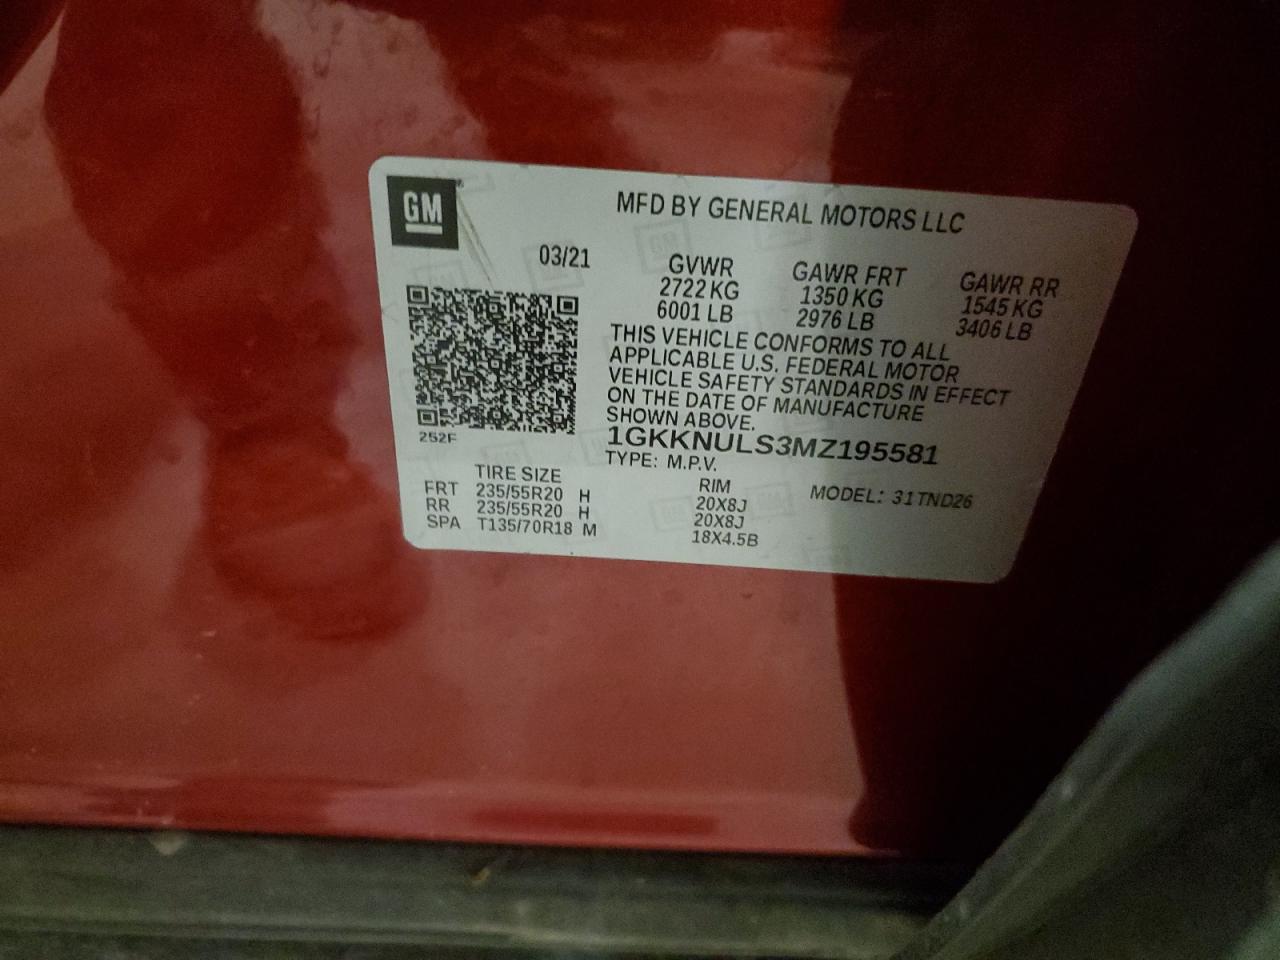 GM
MFD BY GENERAL MOTORS LLC
03/21
GVWR
2722 KG
6001 LB
GAWR FRT
1350 KG
2976 LB
GAWR RR
1545 KG
3406 LB
THIS VEHICLE CONFORMS TO ALL
APPLICABLE U.S. FEDERAL MOTOR
VEHICLE SAFETY STANDARDS IN EFFECT
ON THE DATE OF MANUFACTURE
SHOWN ABOVE.
252F
1GKKNULS3MZ195581
TYPE: M.P.V.
MODEL: 31TND26
TIRE SIZE
RIM
FRT 235/55R20 H 20X8J
RR 235/55R20 H 20X8J
SPA T135/70R18 M 18X4.5B